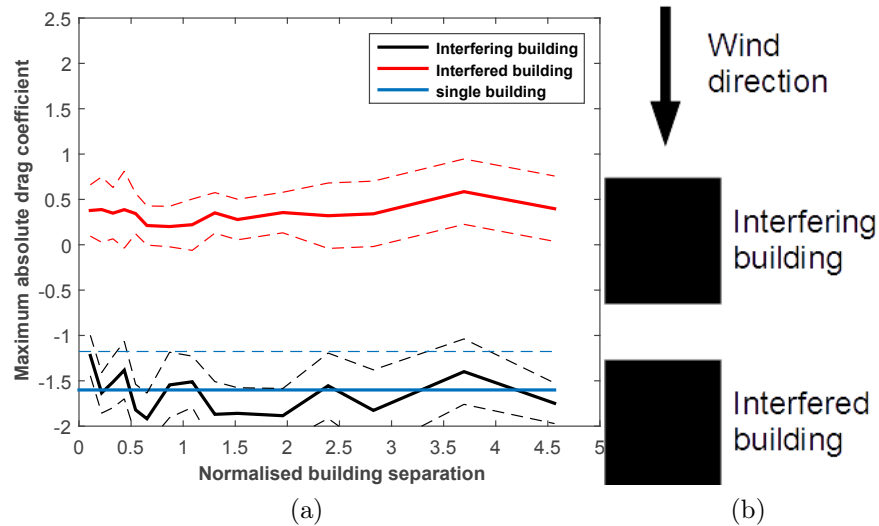 2.5
2
1.5
1
0.5
0
-0.5
-1
-1.5
-2
Maximum absolute drag coefficient
Interfering building
Interfered building
single building
0 0.5 1 1.5 2 2.5 3 3.5 4 4.5 5
Normalised building separation
(a)
Wind
direction
Interfering
building
Interfered
building
(b)